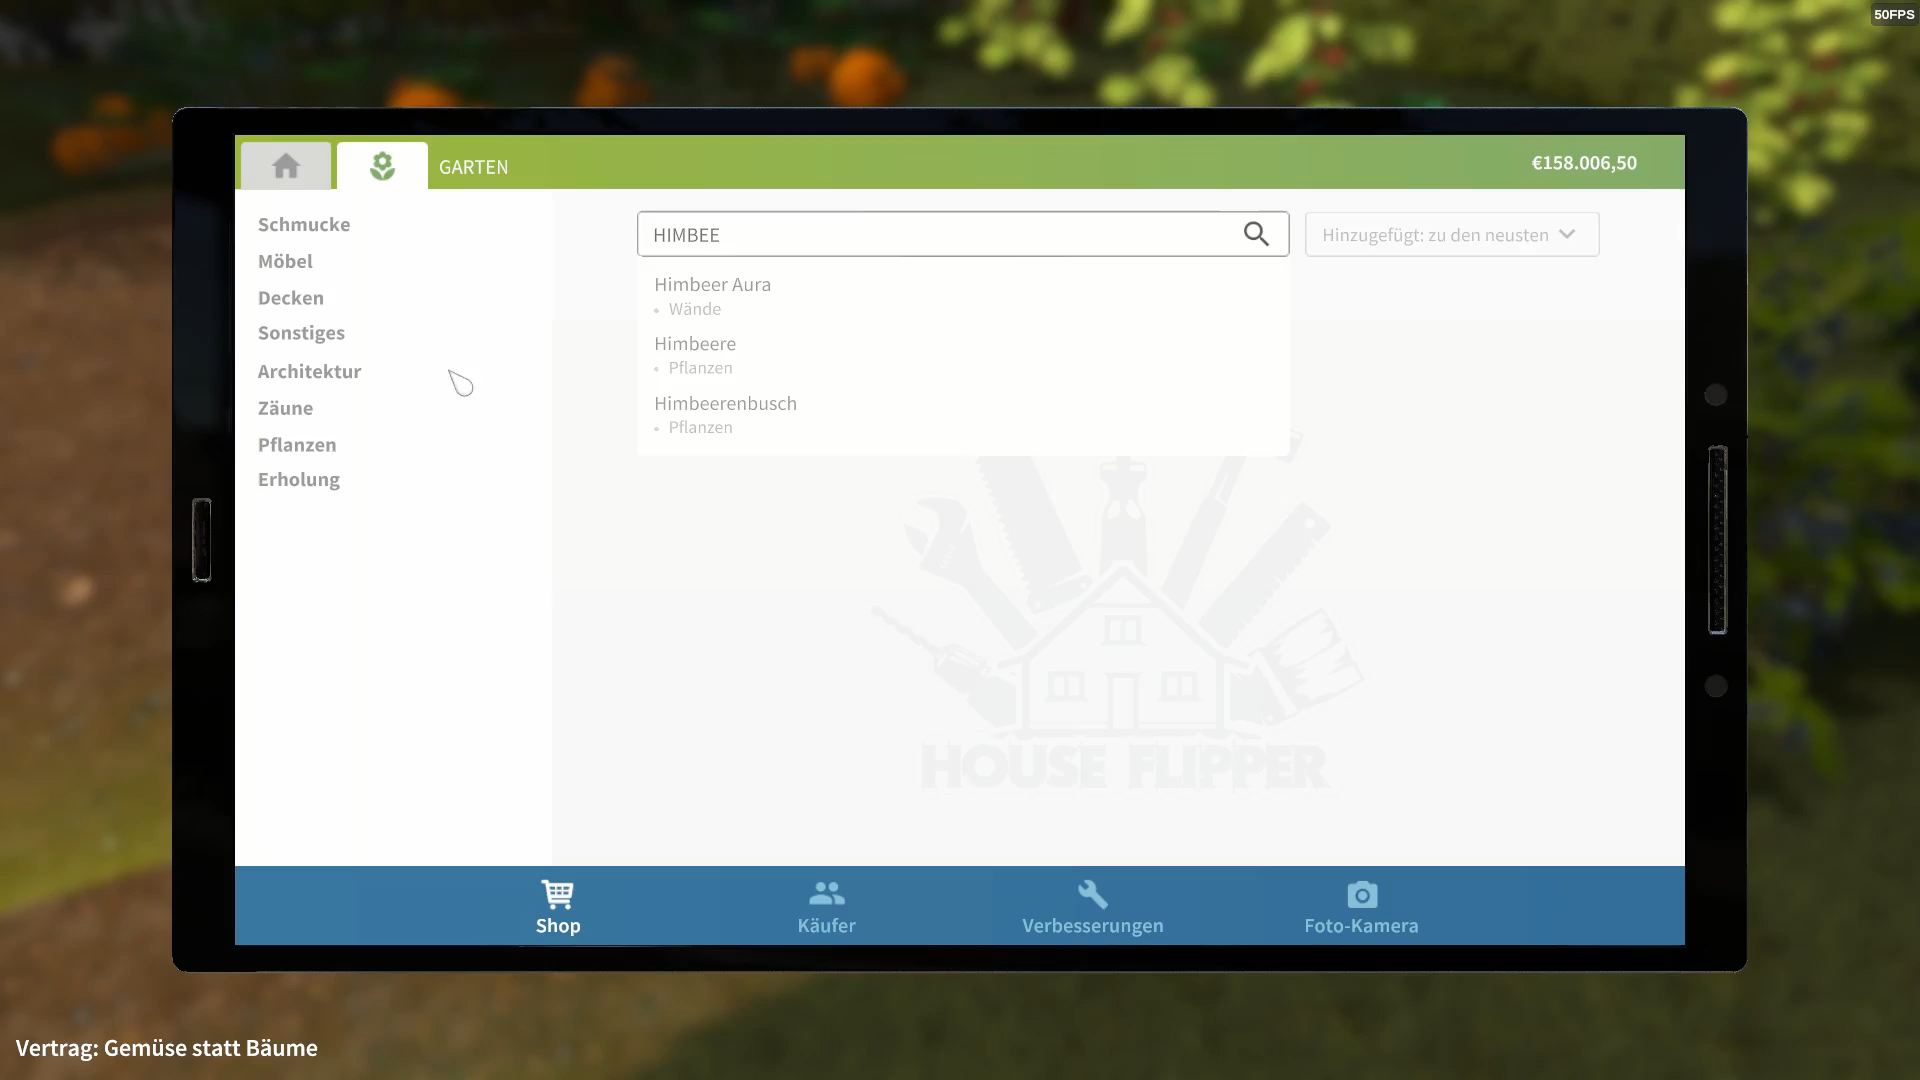 50FPS
GARTEN
€158.006,50
Schmucke
Möbel
Decken
Sonstiges
Architektur
Zäune
Pflanzen
Erholung
HIMBEE
Hinzugefügt: zu den neusten
Himbeer Aura
• Wände
Himbeere
• Pflanzen
Himbeerenbusch
• Pflanzen
HOUSE FLIPPER
Shop
Käufer
Verbesserungen
Foto-Kamera
Vertrag: Gemüse statt Bäume